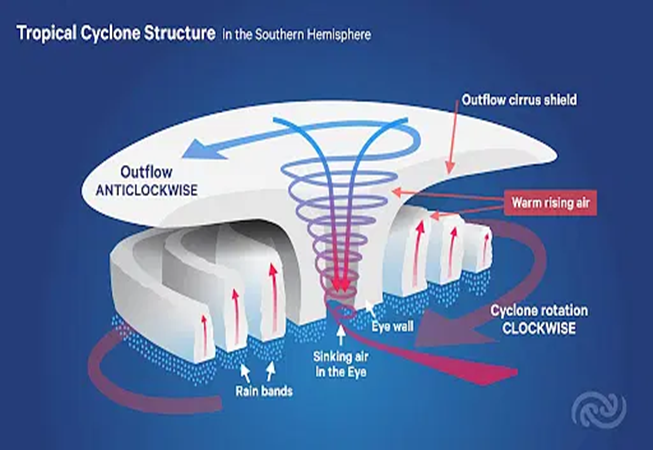 Tropical Cyclone Structure in the Southern Hemisphere
Outflow cirrus shield
Outflow
ANTICLOCKWISE
Warm rising air
Cyclone rotation
CLOCKWISE
Eye wall
Sinking air
in the Eye
Rain bands